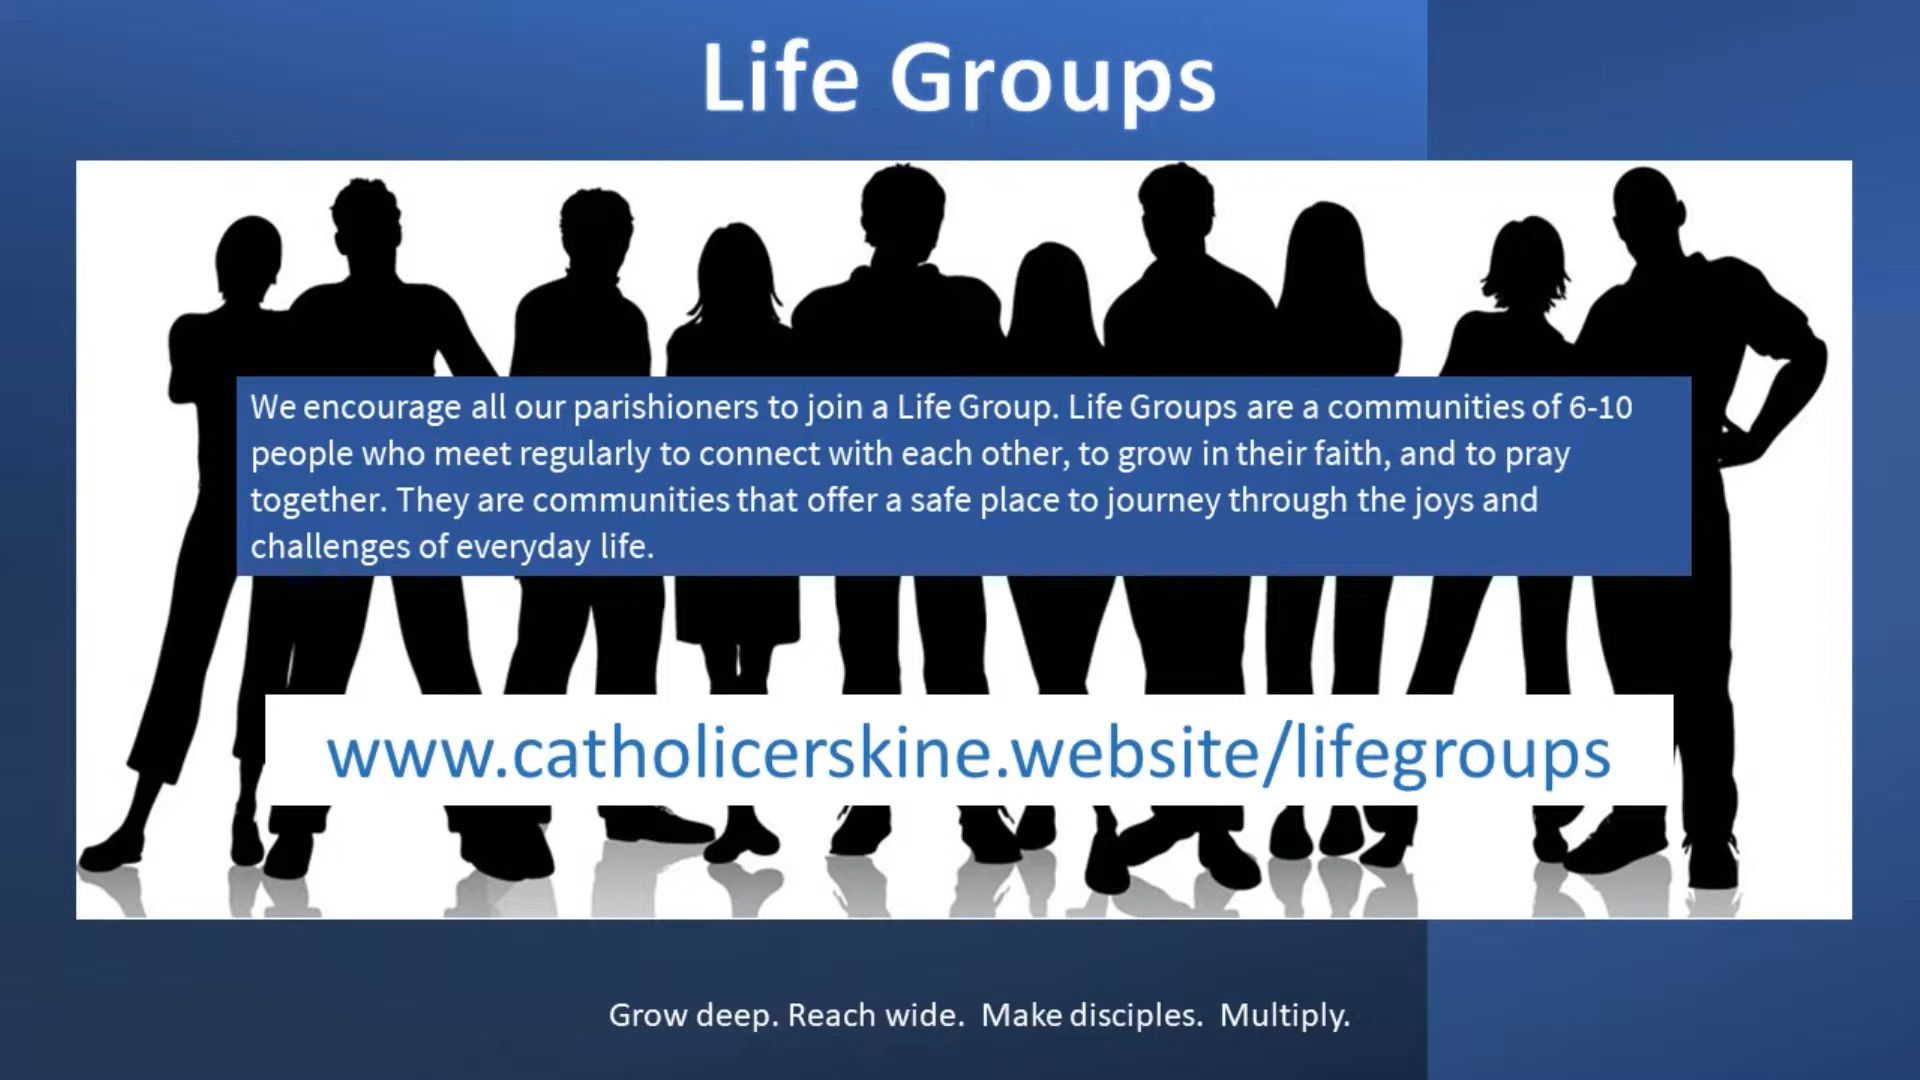 Life Groups
We encourage all our parishioners to join a Life Group. Life Groups are a communities of 6-10
people who meet regularly to connect with each other, to grow in their faith, and to pray
together. They are communities that offer a safe place to journey through the joys and
challenges of everyday life.
www.catholicerskine.website/lifegroups
Grow deep. Reach wide.  Make disciples.  Multiply.